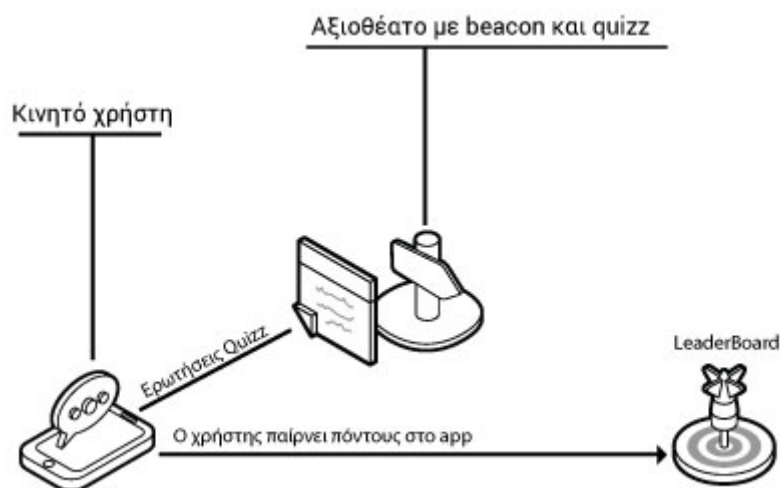 Αξιοθέατο με beacon και quizz
Κινητό χρήστη
Ερωτήσεις Quizz
LeaderBoard
Ο χρήστης παίρνει πόντους στο app